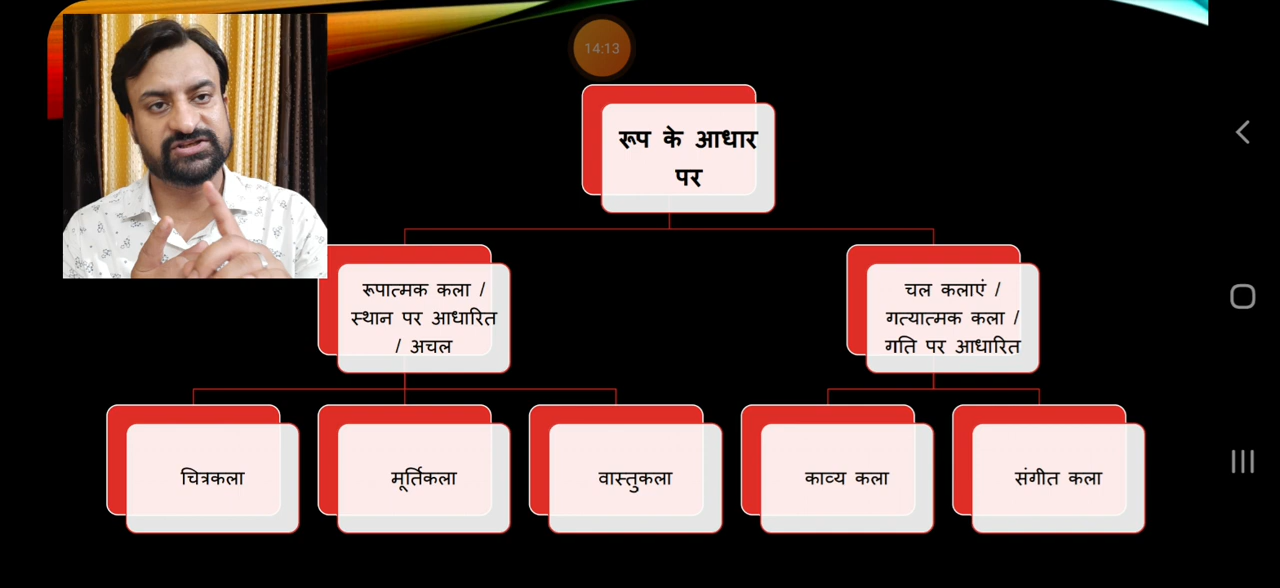 14:13
रूप के आधार
पर
रूपात्मक कला /
स्थान पर आधारित
/ अचल
चल कलाएं /
गत्यात्मक कला /
गति पर आधारित
चित्रकला
मूर्तिकला
वास्तुकला
काव्य कला
संगीत कला